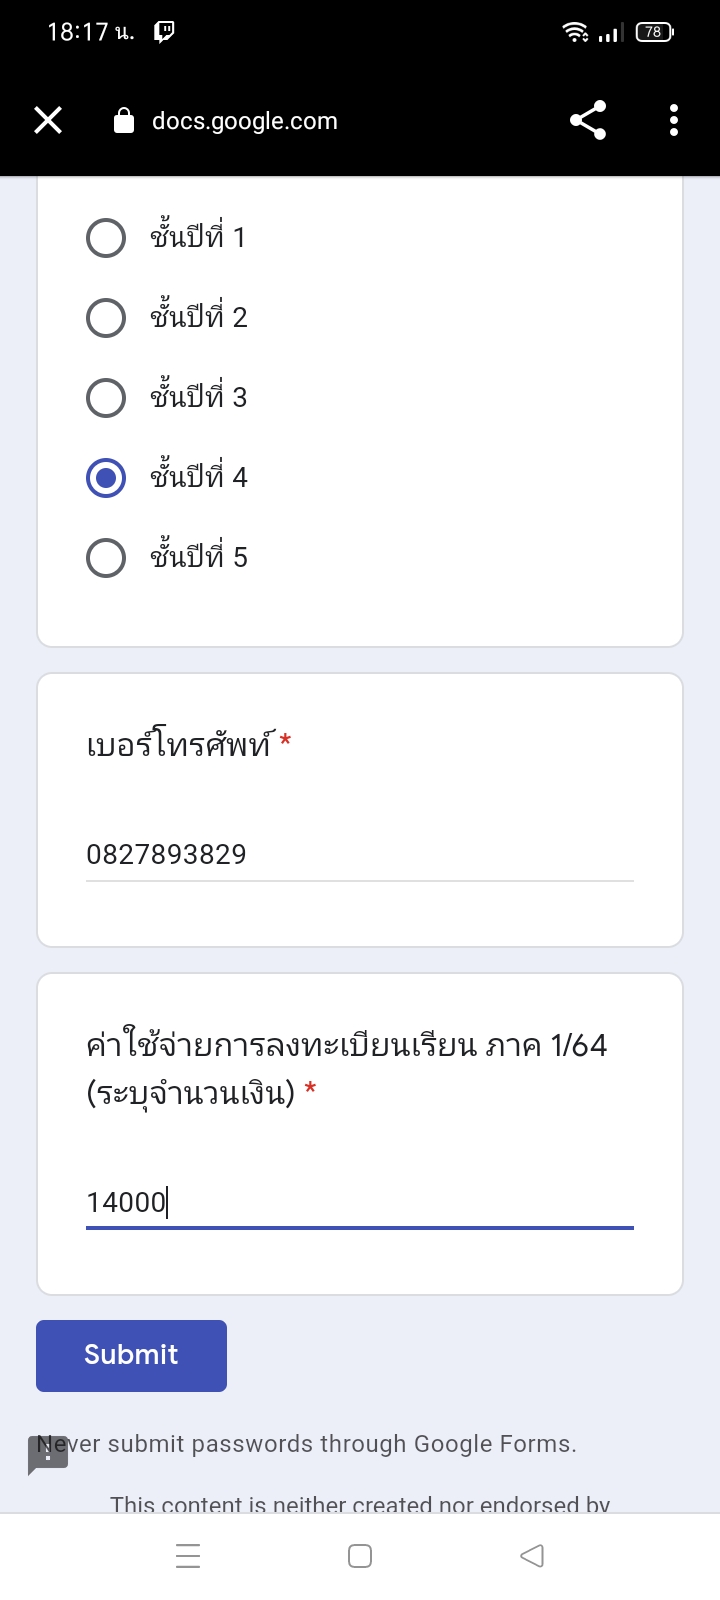 18:17 น.
78
docs.google.com
ชั้นปีที่ 1
ชั้นปีที่ 2
ชั้นปีที่ 3
ชั้นปีที่ 4
ชั้นปีที่ 5
เบอร์โทรศัพท์ *
0827893829
ค่าใช้จ่ายการลงทะเบียนเรียน ภาค 1/64
(ระบุจำนวนเงิน) *
14000
Submit
Never submit passwords through Google Forms.
This content is neither created nor endorsed by